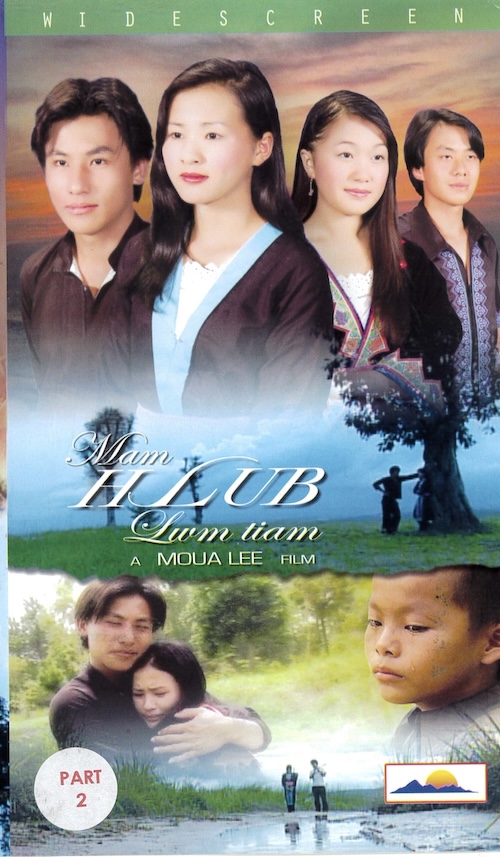 WIDESCREEN
Mam
HLUB
Lwm tiam
A MOUA LEE FILM
PART
2